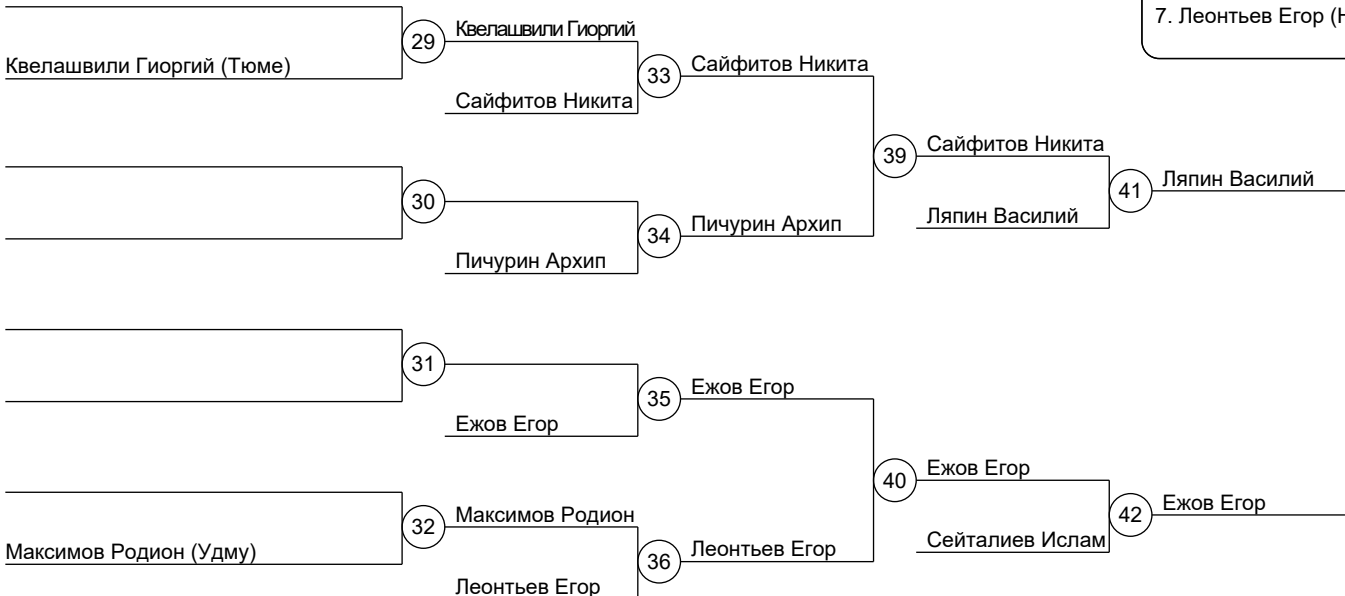 7. Леонтьев Егор (Н
29
Квелашвили Гиоргий
Квелашвили Гиоргий (Тюме)
33
Сайфитов Никита
Сайфитов Никита
39
Сайфитов Никита
41
Ляпин Василий
30
Ляпин Василий
34
Пичурин Архип
Пичурин Архип
31
35
Ежов Егор
Ежов Егор
40
Ежов Егор
42
Ежов Егор
32
Максимов Родион
Сейталиев Ислам
Максимов Родион (Удму)
36
Леонтьев Егор
Леонтьев Егор